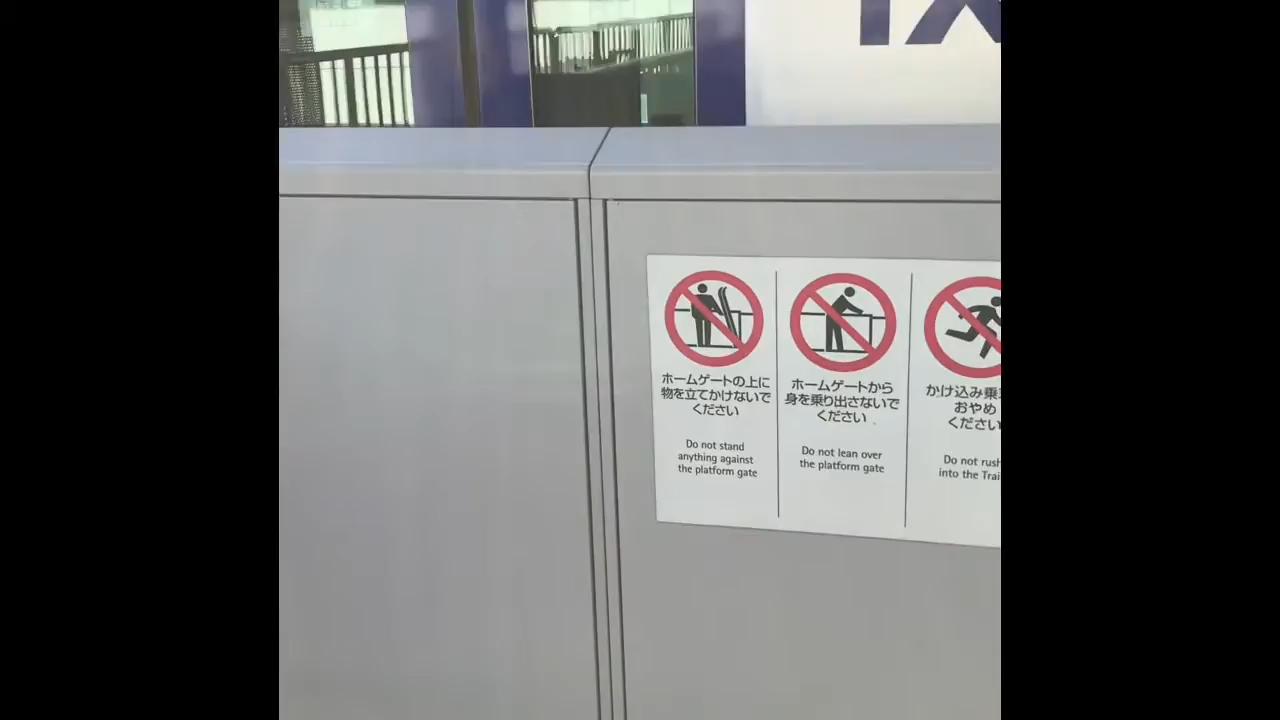 TX
ホームゲートの上に
物を立てかけないで
ください
Do not stand
anything against
the platform gate
ホームゲートから
身を乗り出さないで
ください
Do not lean over
the platform gate
かけ込み乗
おやめ
ください
Do not rush
into the Trai